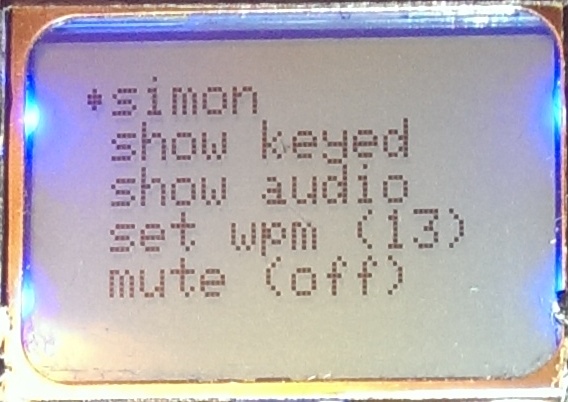 simon
show keyed
show audio
set wpm (13)
mute (off)